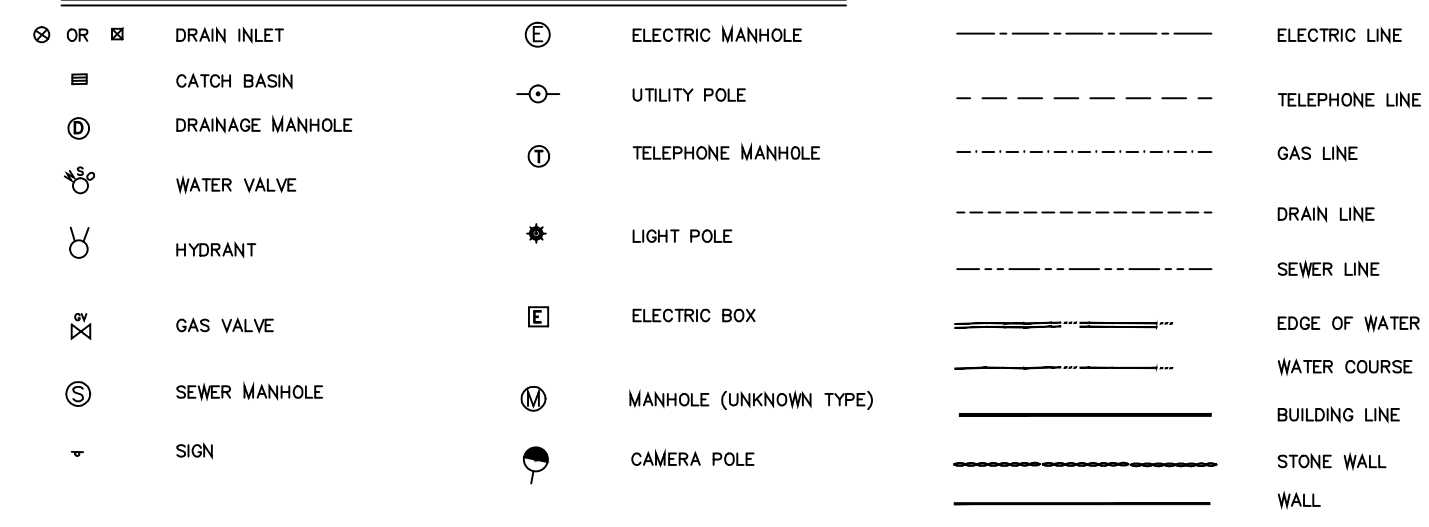 OR DRAIN INLET
CATCH BASIN
D DRAINAGE MANHOLE
S WATER VALVE
HYDRANT
GV GAS VALVE
S SEWER MANHOLE
SIGN
E ELECTRIC MANHOLE
UTILITY POLE
T TELEPHONE MANHOLE
LIGHT POLE
E ELECTRIC BOX
M MANHOLE (UNKNOWN TYPE)
CAMERA POLE
ELECTRIC LINE
TELEPHONE LINE
GAS LINE
DRAIN LINE
SEWER LINE
EDGE OF WATER
WATER COURSE
BUILDING LINE
STONE WALL
WALL